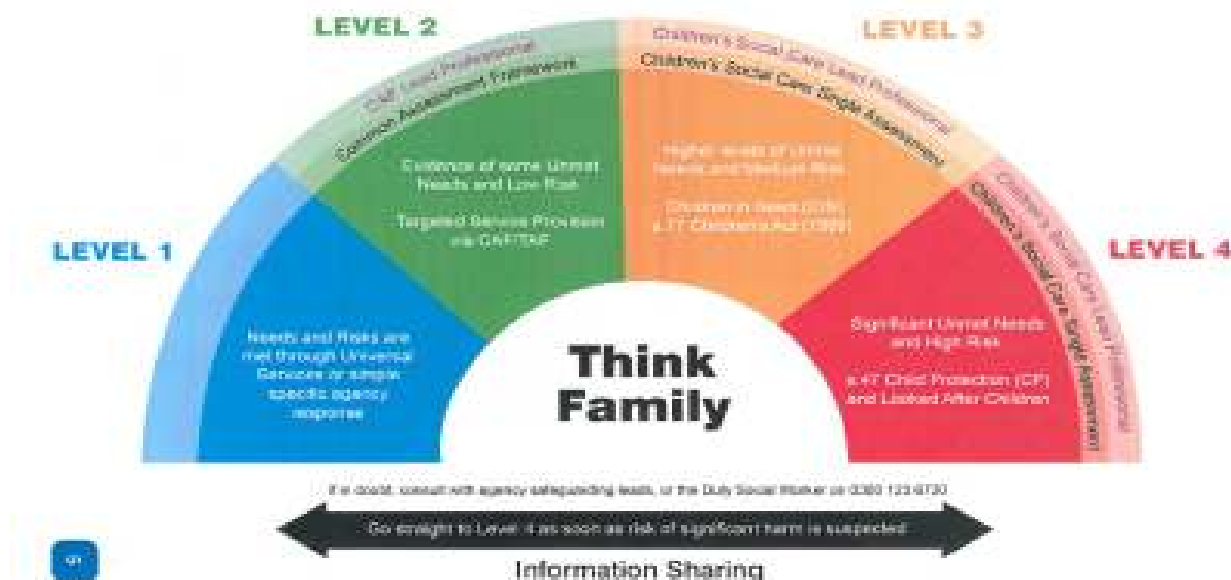 LEVEL 1
Needs and Risks are
met through Universal
Services or simple
specific agency
response
LEVEL 2
CAF Lead Professional
Common Assessment Framework
Evidence of some Unmet
Needs and Low Risk
Targeted Service Provision
via CAF/TAF
LEVEL 3
Children's Social Care Lead Professional
Children's Social Care Single Assessment
Higher levels of Unmet
Needs and Medium Risk
Children in Need (CIN)
s.17 Children's Act (1989)
LEVEL 4
Children's Social Care Lead Professional
Children's Social Care Single Assessment
Significant Unmet Needs
and High Risk
s.47 Child Protection (CP)
and Looked After Children
Think
Family
If in doubt, consult with agency safeguarding leads, or the Duty Social Worker on 0300 123 6720
Go straight to Level 4 as soon as risk of significant harm is suspected
Information Sharing